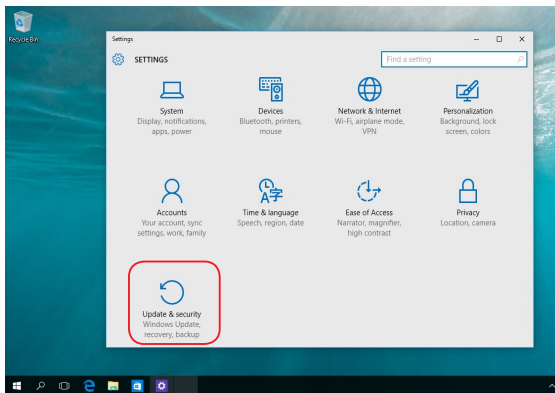 Recycle Bin
Settings
SETTINGS
Find a setting
System
Display, notifications,
apps, power
Devices
Bluetooth, printers,
mouse
Network & Internet
Wi-Fi, airplane mode,
VPN
Personalization
Background, lock
screen, colors
Accounts
Your account, sync
settings, work, family
Time & language
Speech, region, date
Ease of Access
Narrator, magnifier,
high contrast
Privacy
Location, camera
Update & security
Windows Update,
recovery, backup